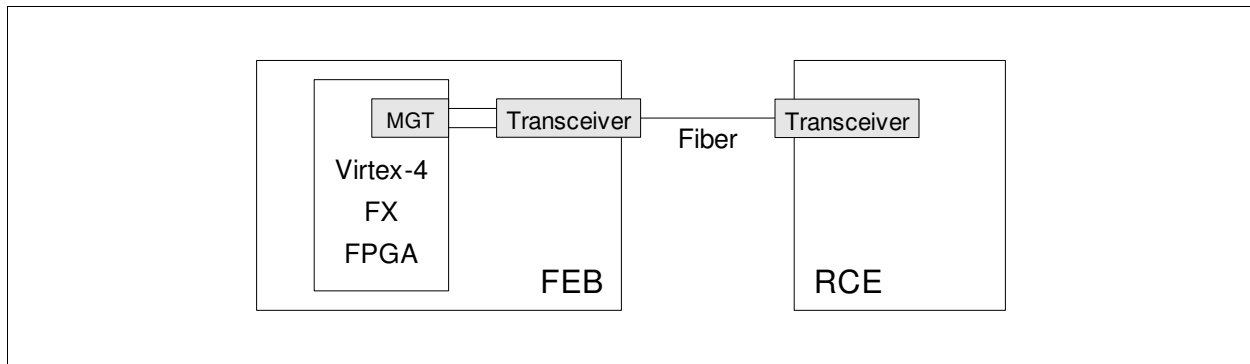 MGT
Transceiver
Fiber
Transceiver
Virtex-4
FX
FPGA
FEB
RCE